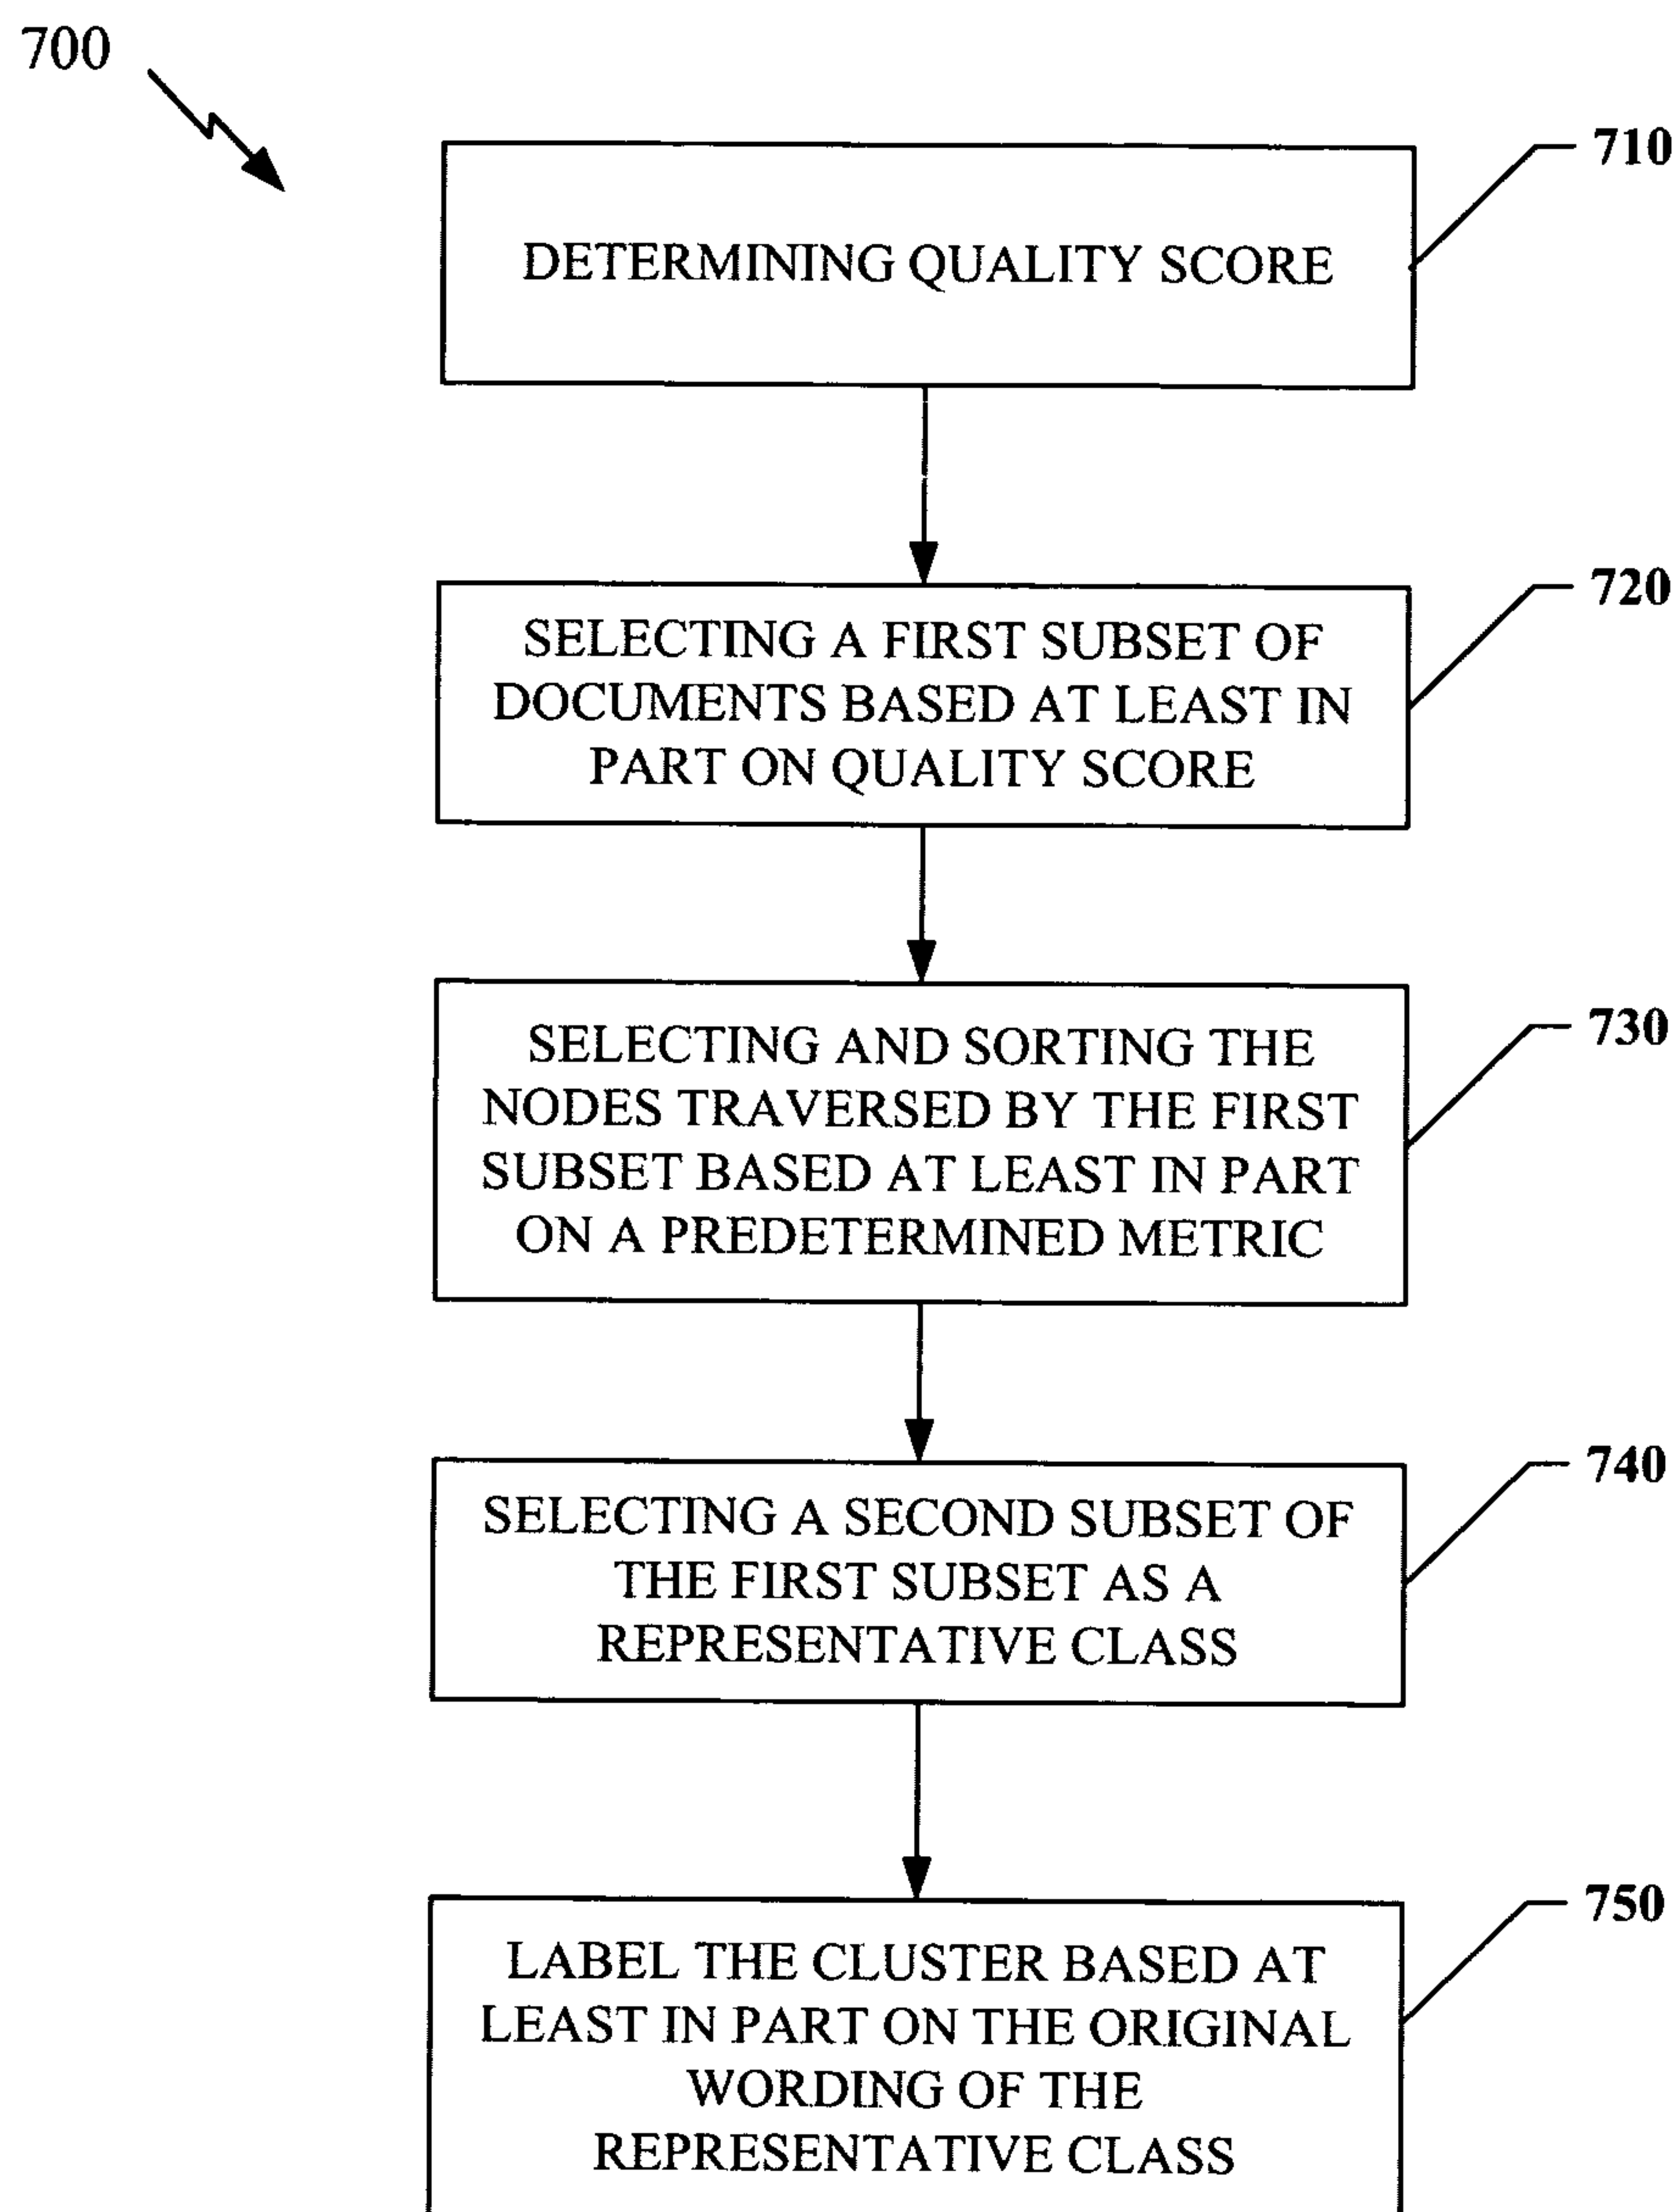 700
710
DETERMINING QUALITY SCORE
720
SELECTING A FIRST SUBSET OF
DOCUMENTS BASED AT LEAST IN
PART ON QUALITY SCORE
730
SELECTING AND SORTING THE
NODES TRAVERSED BY THE FIRST
SUBSET BASED AT LEAST IN PART
ON A PREDETERMINED METRIC
740
SELECTING A SECOND SUBSET OF
THE FIRST SUBSET AS A
REPRESENTATIVE CLASS
750
LABEL THE CLUSTER BASED AT
LEAST IN PART ON THE ORIGINAL
WORDING OF THE
REPRESENTATIVE CLASS